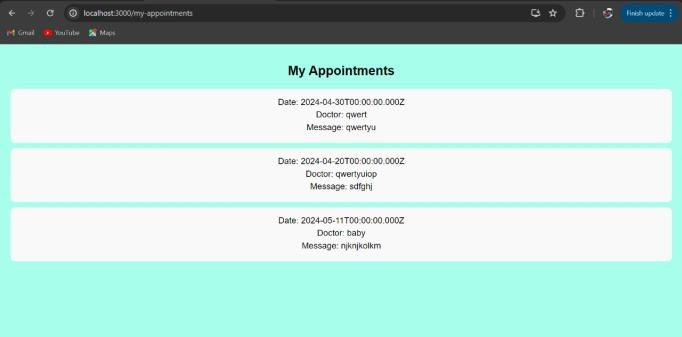 localhost:3000/my-appointments
Finish update
Gmail
YouTube
Maps
My Appointments
Date: 2024-04-30T00:00:00.000Z
Doctor: qwert
Message: qwertyu
Date: 2024-04-20T00:00:00.000Z
Doctor: qwertyuiop
Message: sdfghj
Date: 2024-05-11T00:00:00.000Z
Doctor: baby
Message: njknjkolkm